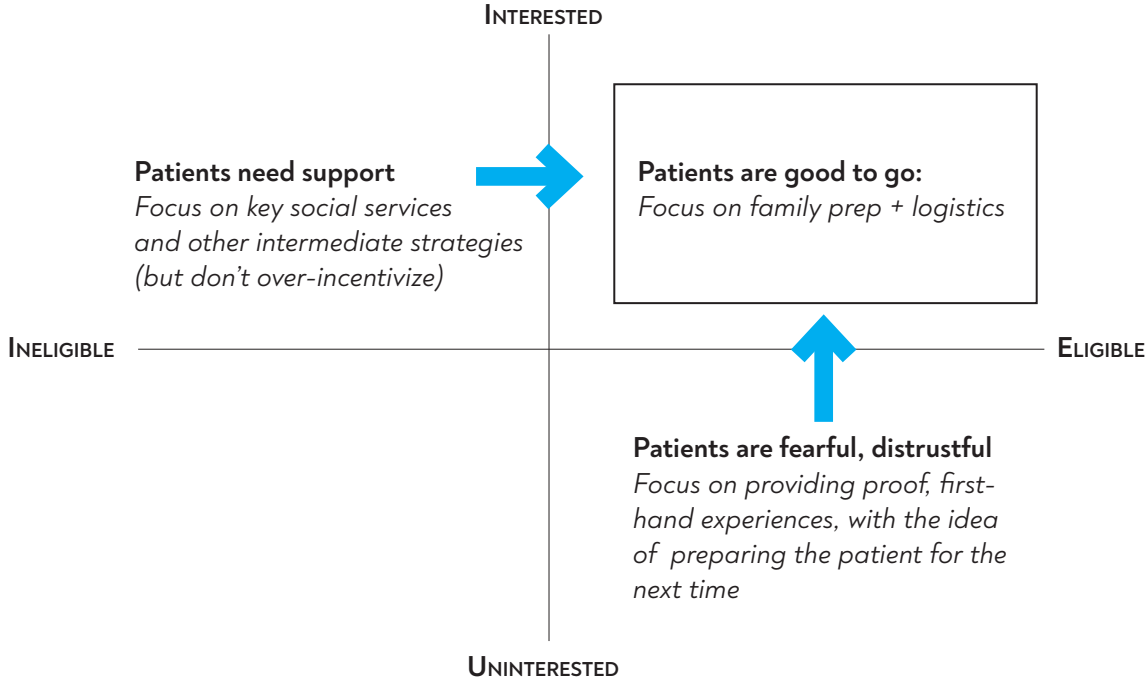 Interested
Patients need support
Focus on key social services
and other intermediate strategies
(but don't over-incentivize)
Patients are good to go:
Focus on family prep + logistics
Ineligible
Eligible
Patients are fearful, distrustful
Focus on providing proof, first-
hand experiences, with the idea
of preparing the patient for the
next time
Uninterested